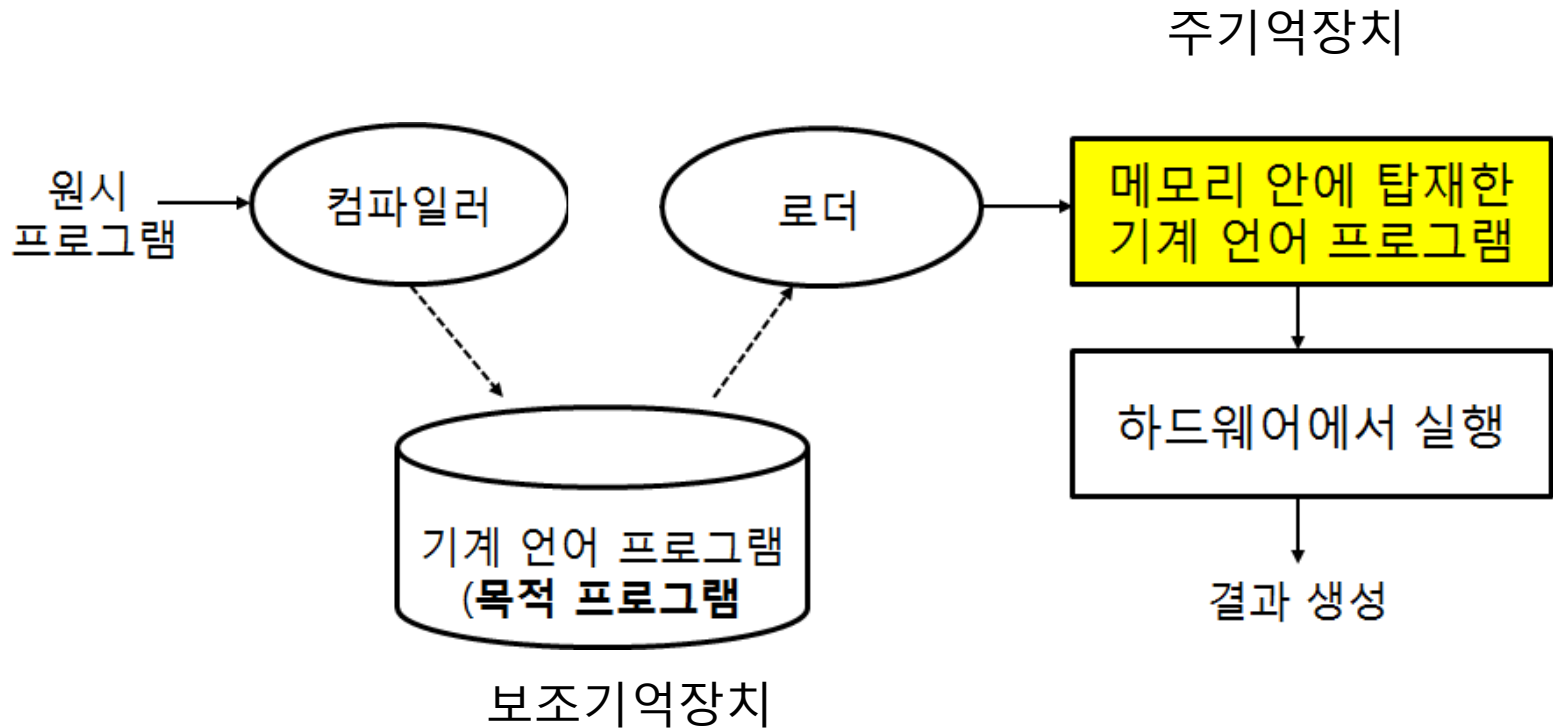 주기억장치
원시
프로그램
컴파일러
로더
메모리 안에 탑재한
기계 언어 프로그램
하드웨어에서 실행
기계 언어 프로그램
(목적 프로그램
결과 생성
보조기억장치